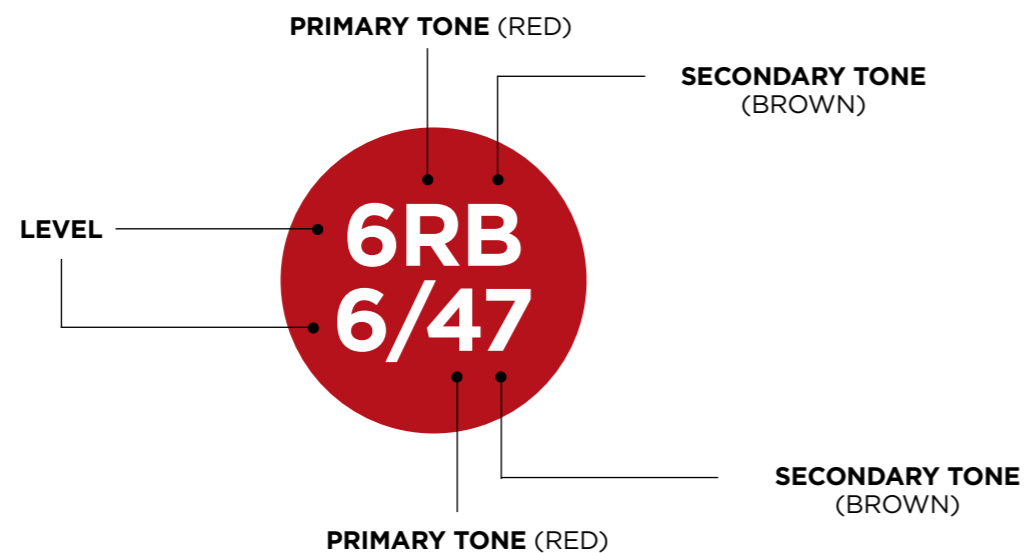 PRIMARY TONE (RED)
SECONDARY TONE
(BROWN)
LEVEL
6RB
6/47
SECONDARY TONE
(BROWN)
PRIMARY TONE (RED)